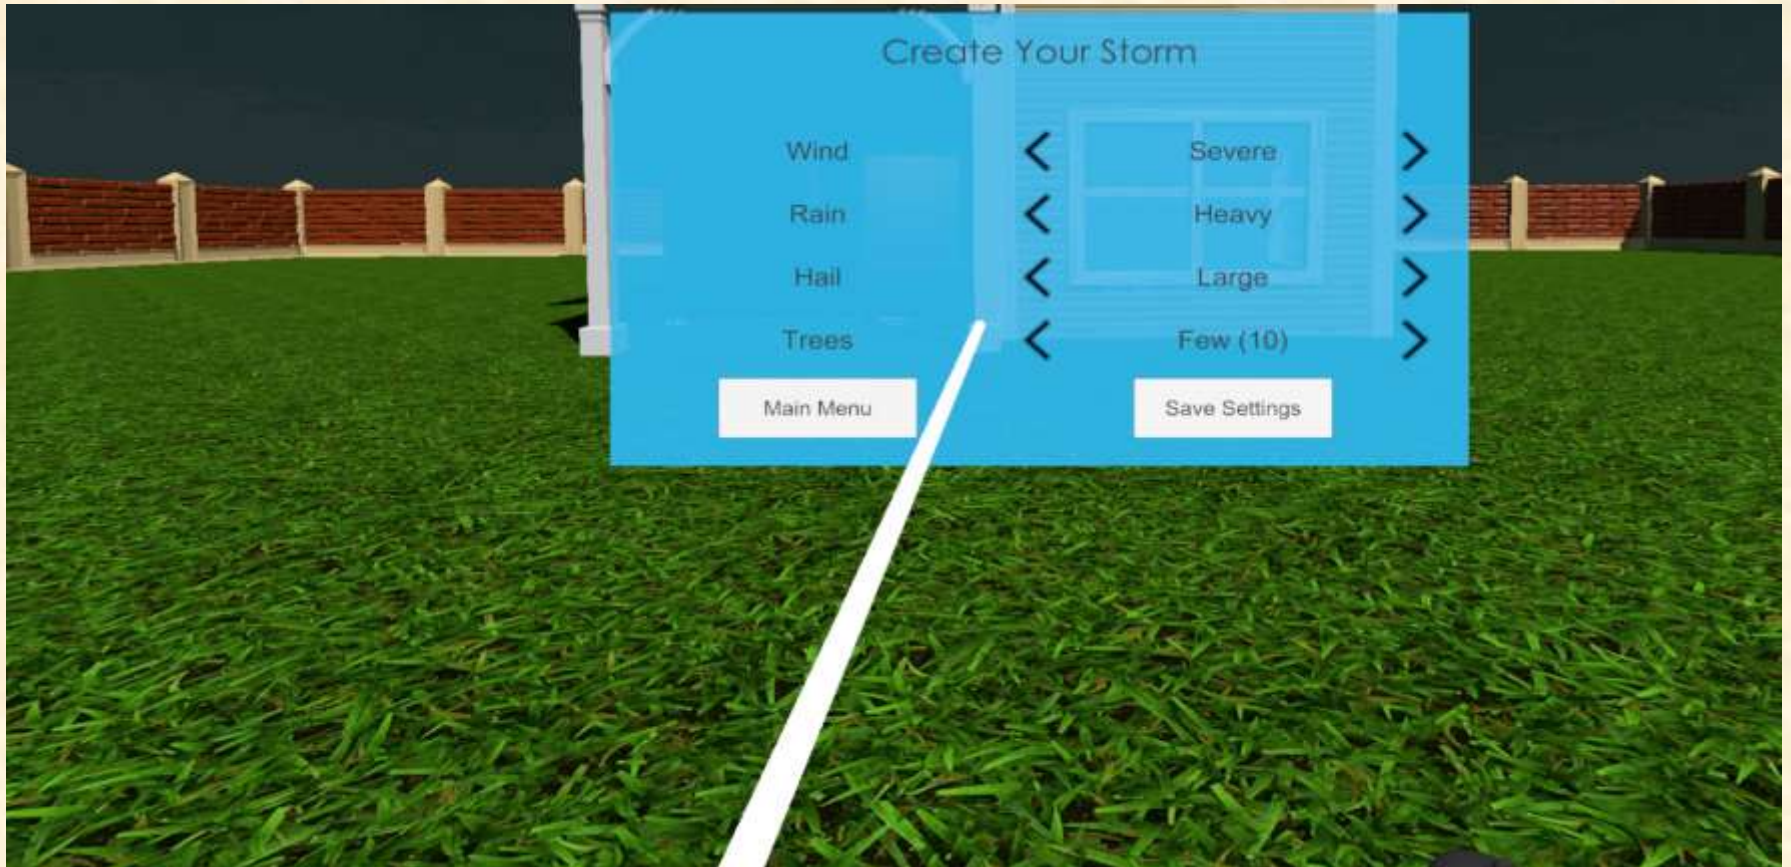 Create Your Storm
Wind < Severe >
Rain < Heavy >
Hail < Large >
Trees < Few (10) >
Main Menu Save Settings